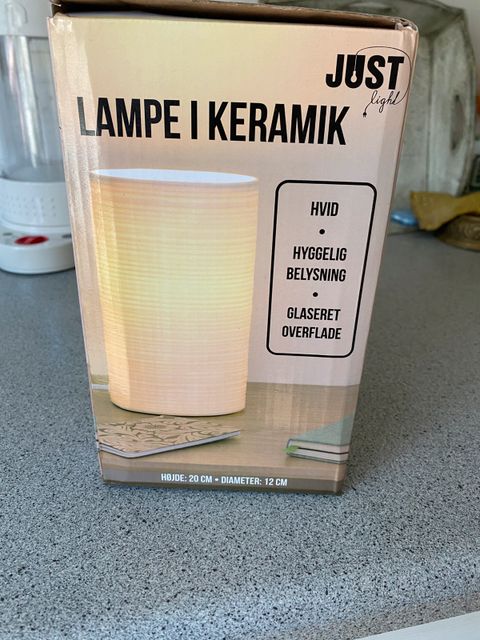 JUST
light
LAMPE I KERAMIK
HVID
•
HYGGELIG
BELYSNING
•
GLASERET
OVERFLADE
HØJDE: 20 CM • DIAMETER: 12 CM